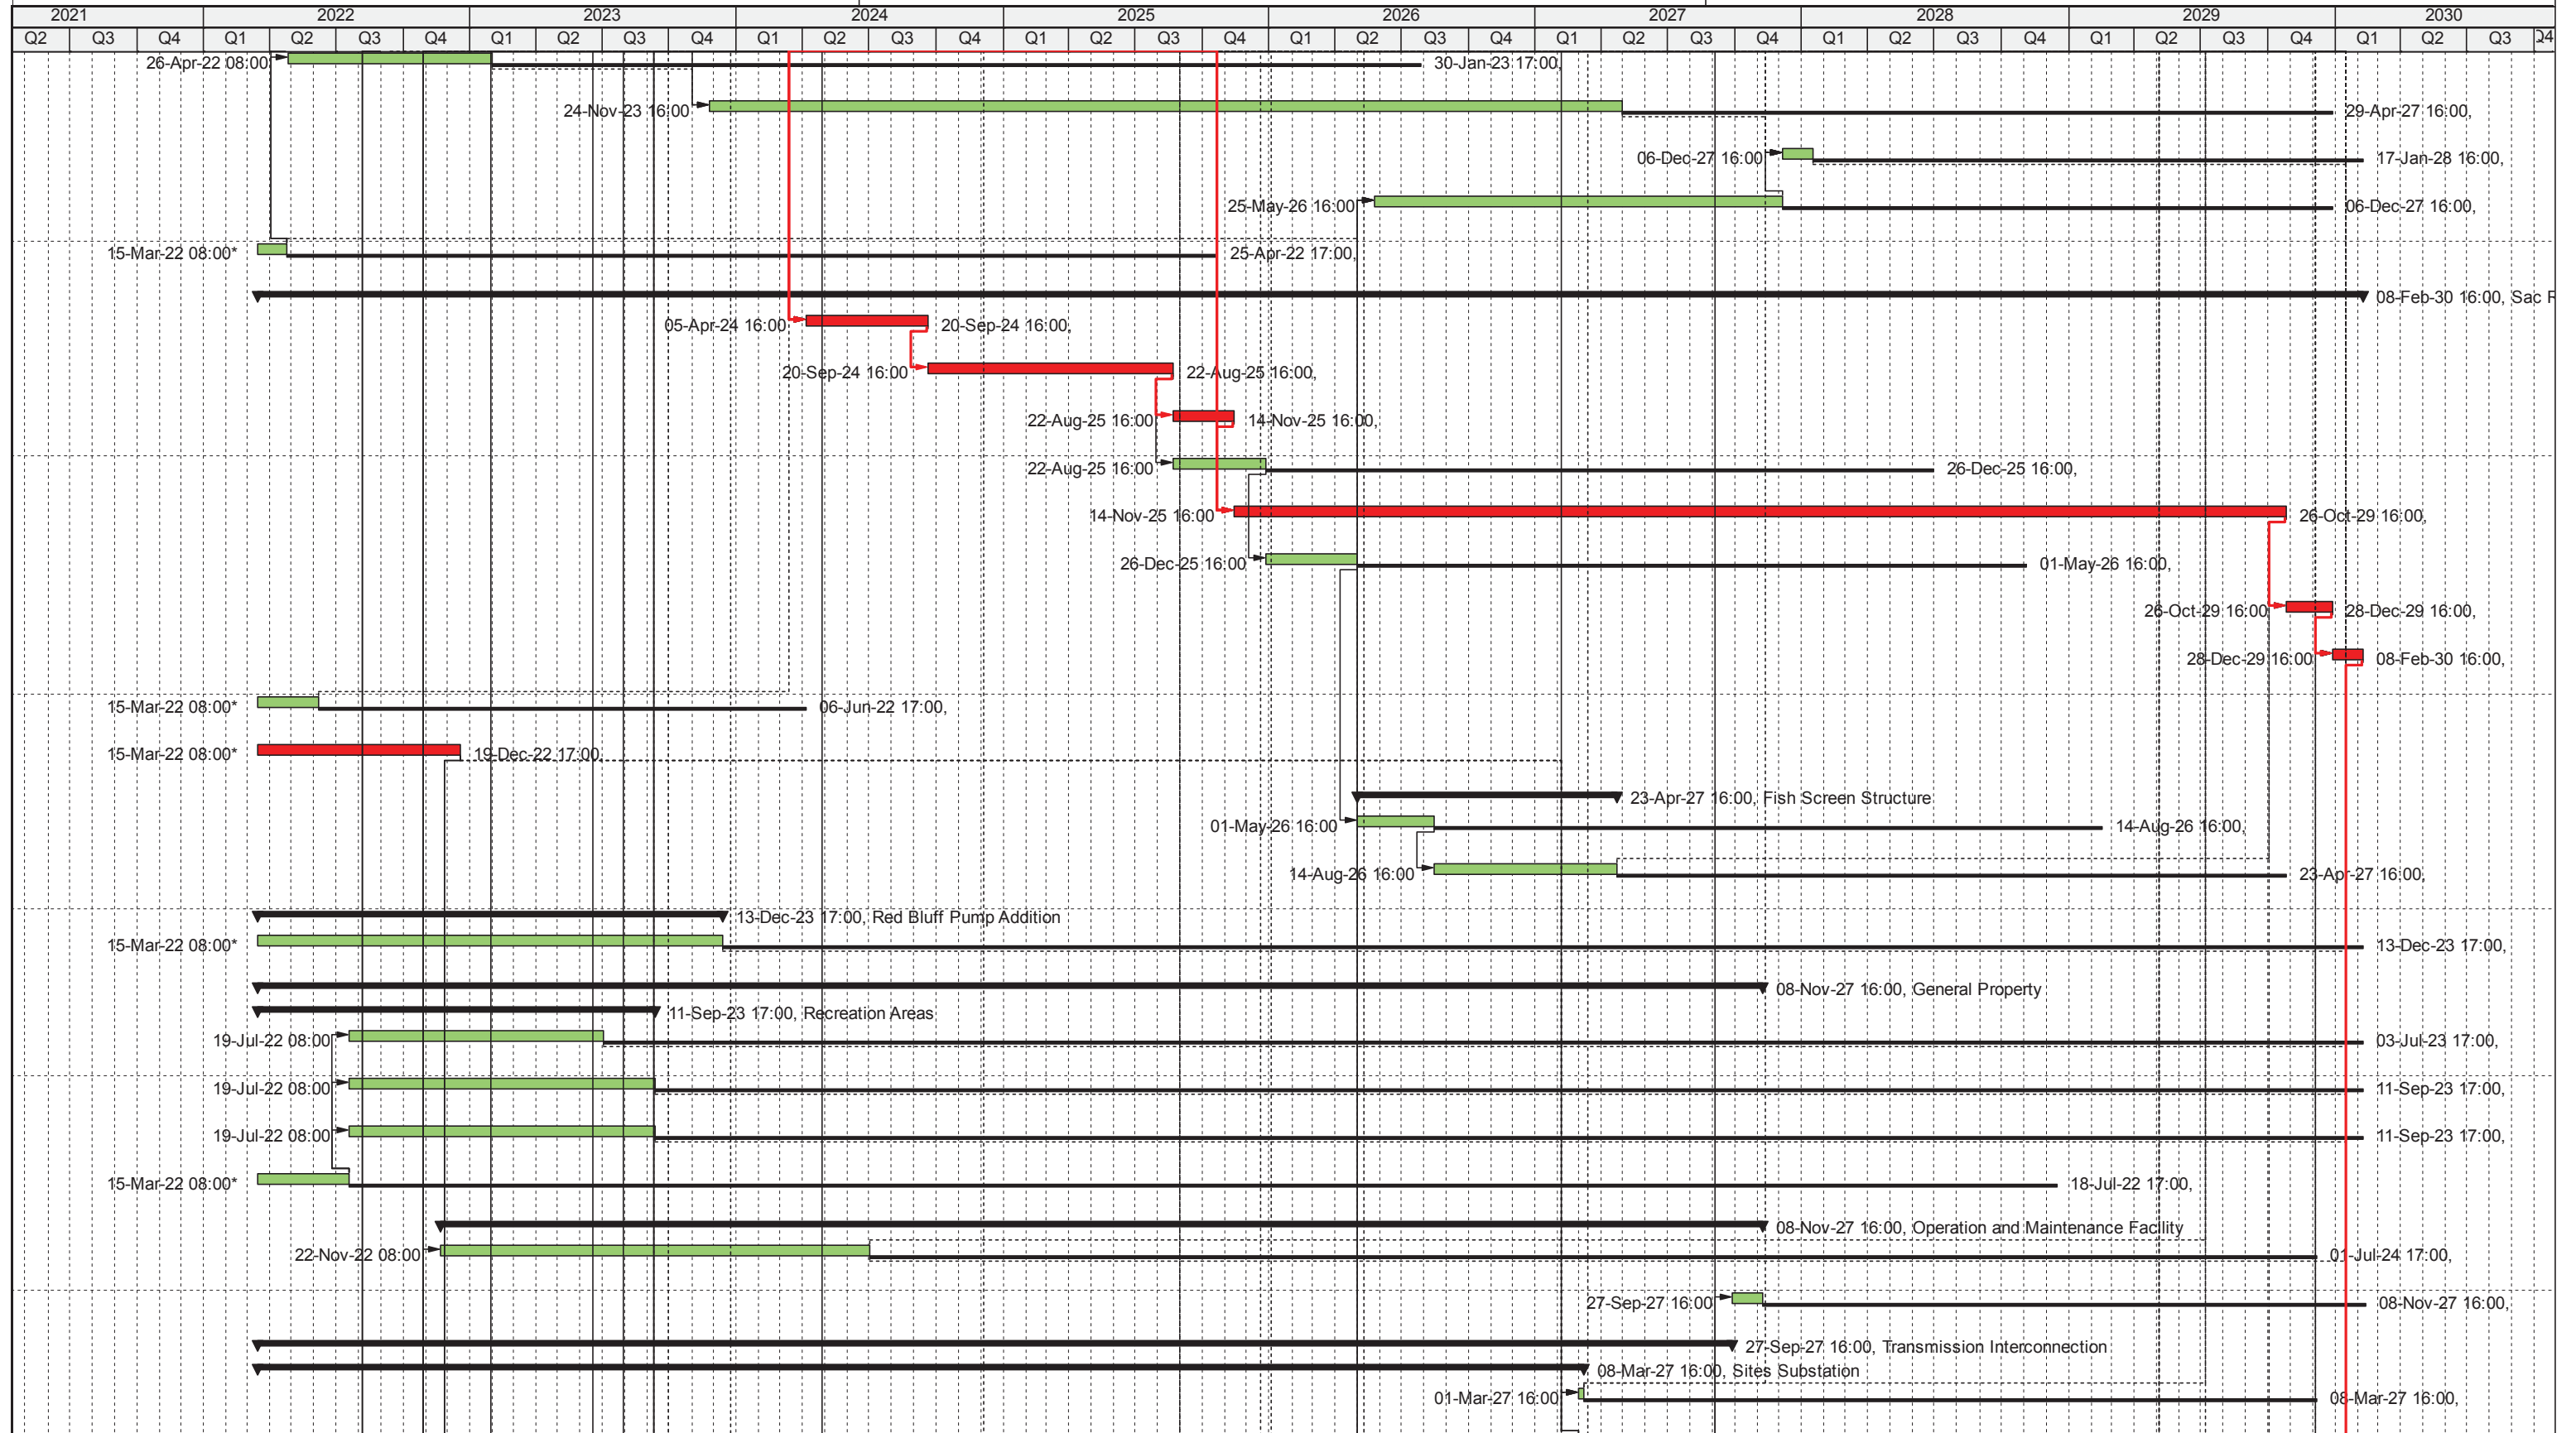 2021 2022 2023 2024 2025 2026 2027 2028 2029 2030
Q2 Q3 Q4 Q1 Q2 Q3 Q4 Q1 Q2 Q3 Q4 Q1 Q2 Q3 Q4 Q1 Q2 Q3 Q4 Q1 Q2 Q3 Q4 Q1 Q2 Q3 Q4 Q1 Q2 Q3 Q4 Q1 Q2 Q3 Q4 Q1 Q2 Q3 Q4
26-Apr-22 08:00 30-Jan-23 17:00,
24-Nov-23 16:00 29-Apr-27 16:00,
06-Dec-27 16:00 17-Jan-28 16:00,
25-May-26 16:00 06-Dec-27 16:00,
15-Mar-22 08:00* 25-Apr-22 17:00,
08-Feb-30 16:00, Sac
05-Apr-24 16:00 20-Sep-24 16:00,
20-Sep-24 16:00 22-Aug-25 16:00,
22-Aug-25 16:00 14-Nov-25 16:00,
22-Aug-25 16:00 26-Dec-25 16:00,
14-Nov-25 16:00 26-Oct-29 16:00,
26-Dec-25 16:00 01-May-26 16:00,
26-Oct-29 16:00 28-Dec-29 16:00,
28-Dec-29 16:00 08-Feb-30 16:00,
15-Mar-22 08:00* 06-Jun-22 17:00,
15-Mar-22 08:00* 19-Dec-22 17:00,
23-Apr-27 16:00, Fish Screen Structure
01-May-26 16:00 14-Aug-26 16:00,
14-Aug-26 16:00 23-Apr-27 16:00,
13-Dec-23 17:00, Red Bluff Pump Addition
15-Mar-22 08:00* 13-Dec-23 17:00,
08-Nov-27 16:00, General Property
11-Sep-23 17:00, Recreation Areas
19-Jul-22 08:00 03-Jul-23 17:00,
19-Jul-22 08:00 11-Sep-23 17:00,
19-Jul-22 08:00 11-Sep-23 17:00,
15-Mar-22 08:00* 18-Jul-22 17:00,
08-Nov-27 16:00, Operation and Maintenance Facility
22-Nov-22 08:00 01-Jul-24 17:00,
27-Sep-27 16:00 08-Nov-27 16:00,
27-Sep-27 16:00, Transmission Interconnection
08-Mar-27 16:00, Sites Substation
01-Mar-27 16:00 08-Mar-27 16:00,